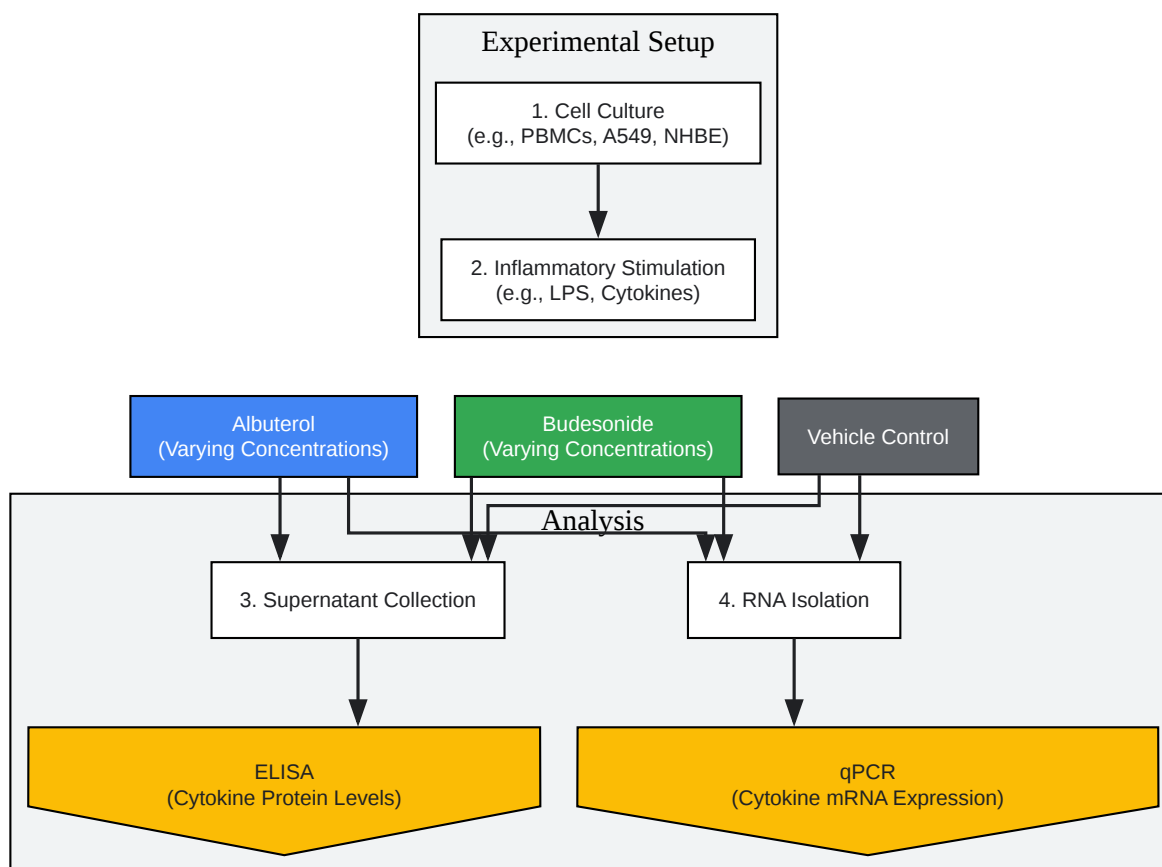 Experimental Setup
1. Cell Culture
(e.g., PBMCs, A549, NHBE)
2. Inflammatory Stimulation
(e.g., LPS, Cytokines)
Albuterol
(Varying Concentrations)
Budesonide
(Varying Concentrations)
Vehicle Control
Analysis
3. Supernatant Collection
4. RNA Isolation
ELISA
(Cytokine Protein Levels)
qPCR
(Cytokine mRNA Expression)